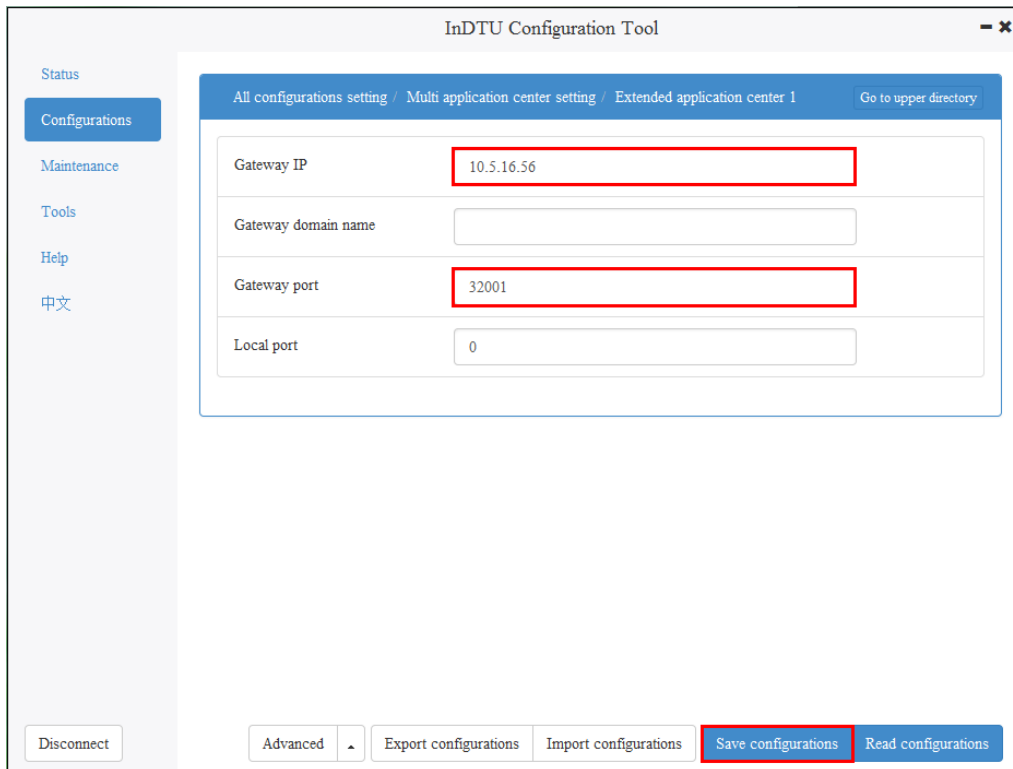 InDTU Configuration Tool
Status
Configurations
Maintenance
Tools
Help
中文
All configurations setting / Multi application center setting / Extended application center 1 Go to upper directory
Gateway IP 10.5.16.56
Gateway domain name
Gateway port 32001
Local port 0
Disconnect Advanced Export configurations Import configurations Save configurations Read configurations